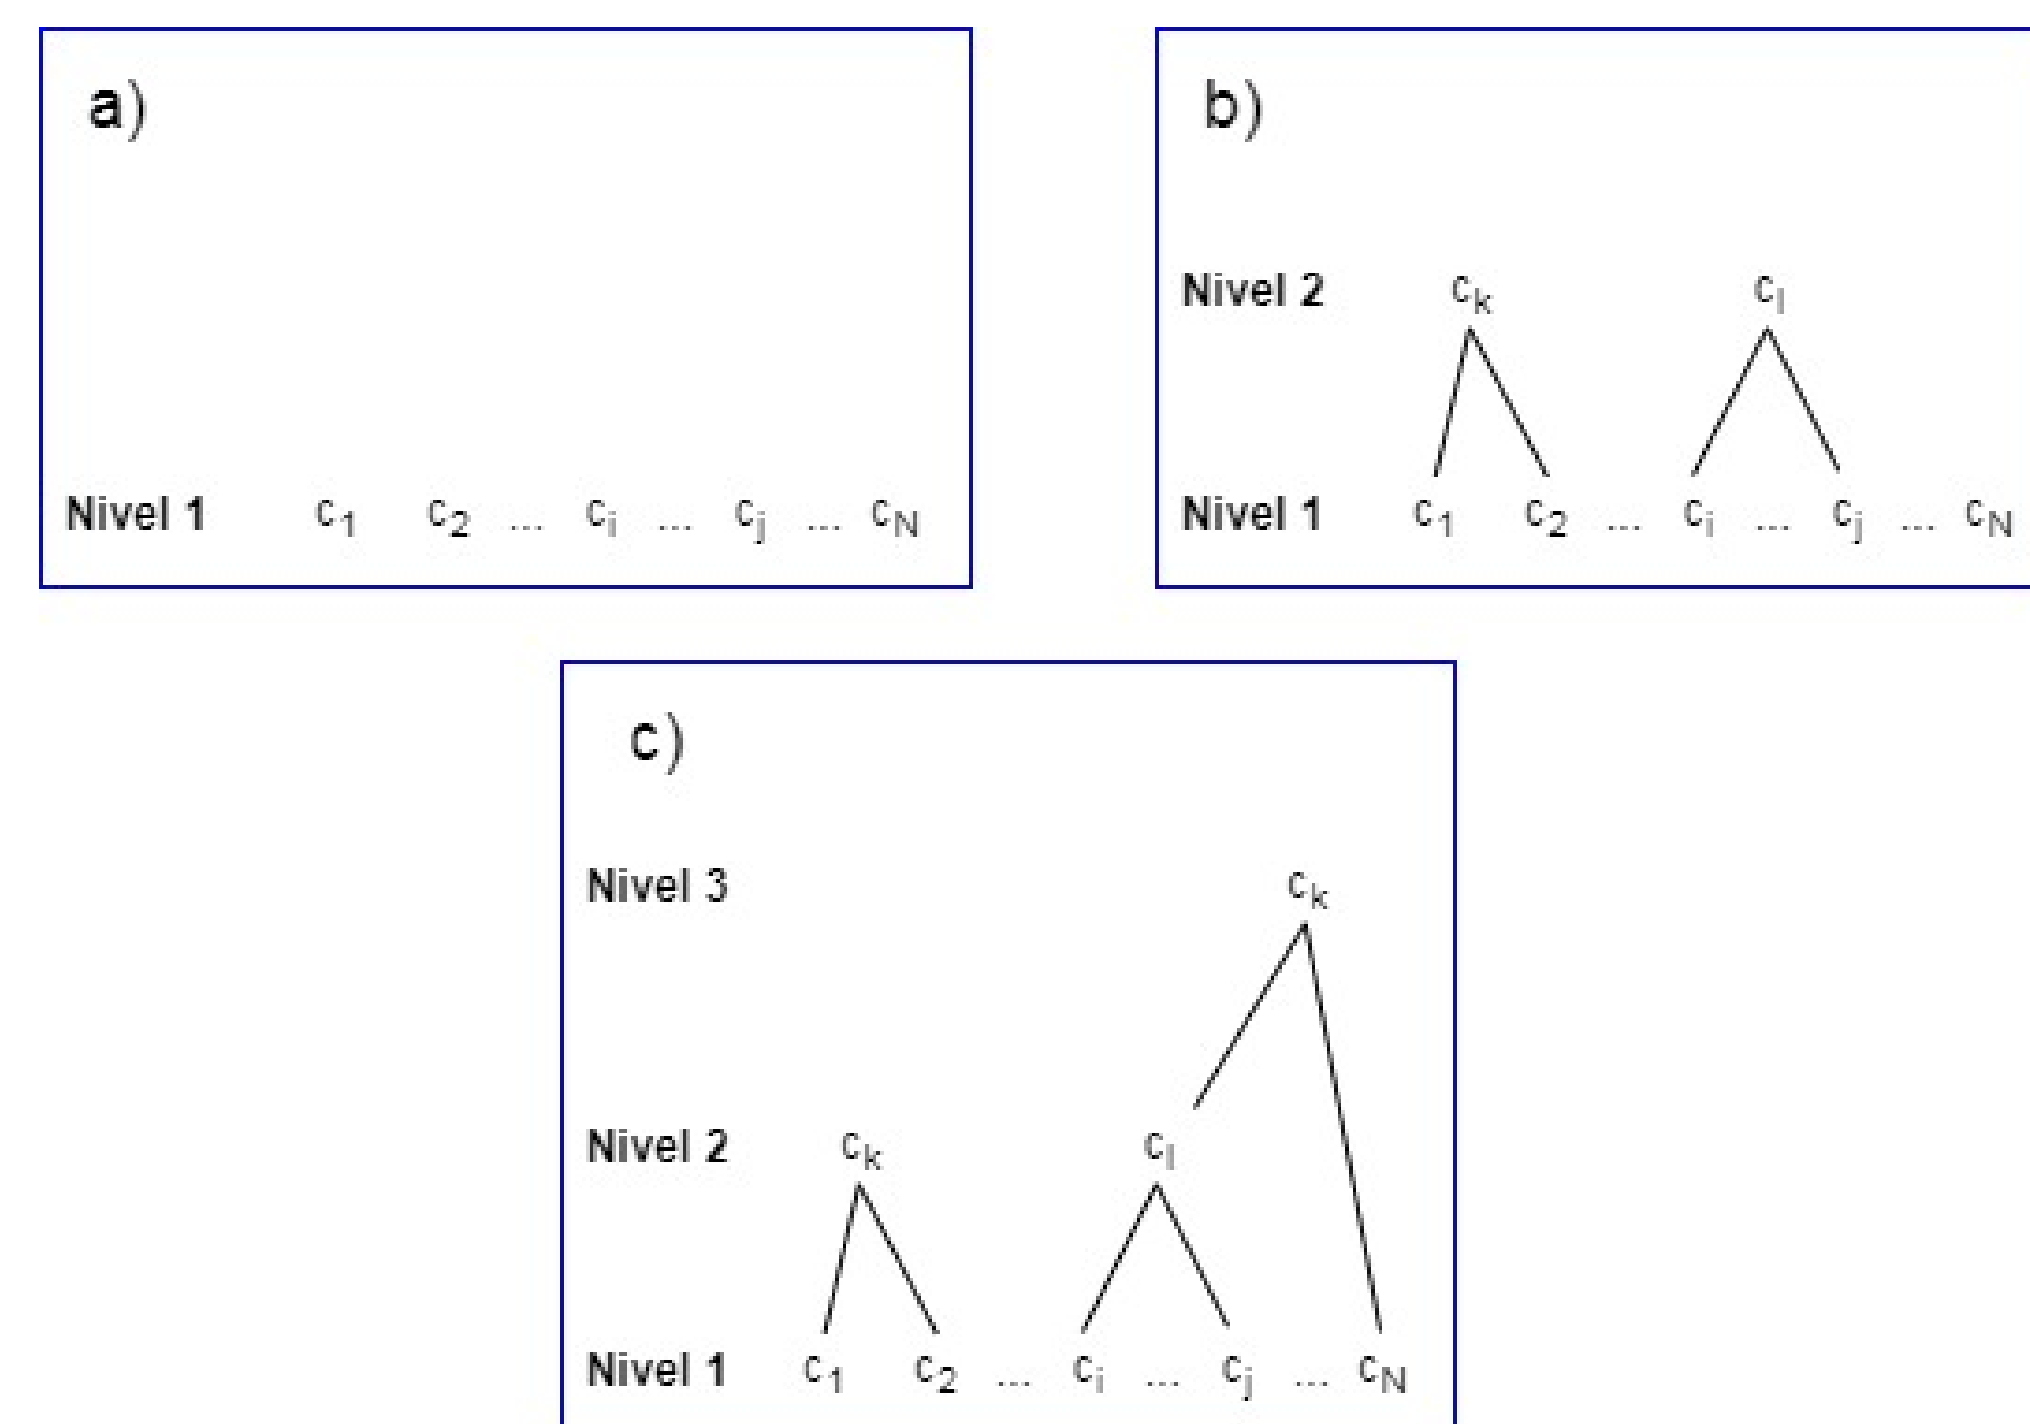 a)
Nivel 1 c1 c2 ... ci ... cj ... cN
b)
Nivel 2 ck cl
Nivel 1 c1 c2 ... ci ... cj ... cN
c)
Nivel 3 ck
Nivel 2 ck cl
Nivel 1 c1 c2 ... ci ... cj ... cN